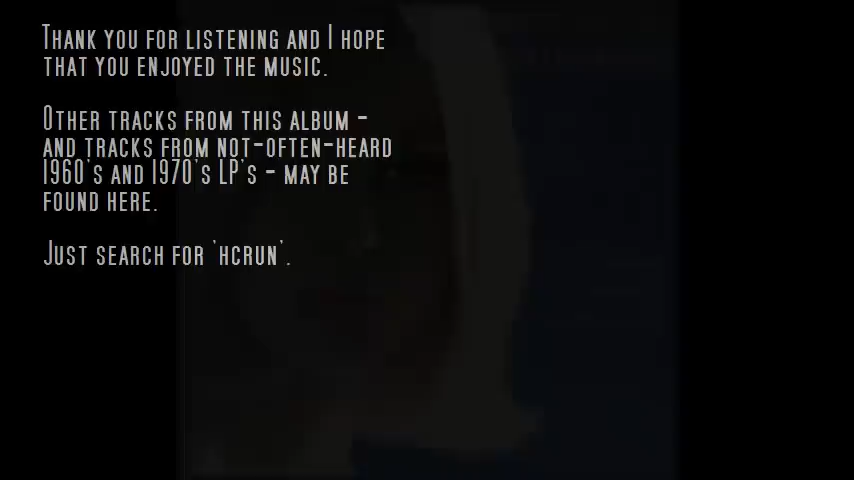 Thank you for listening and I hope
that you enjoyed the music.
Other tracks from this album -
and tracks from not-often-heard
1960's and 1970's LP's - may be
found here.
Just search for 'hcrun'.